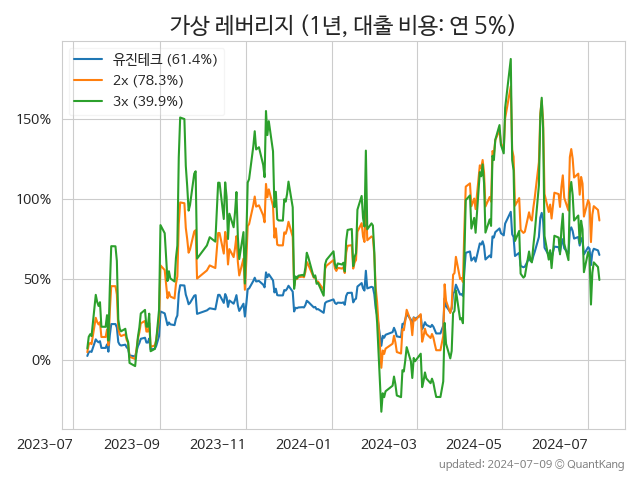 가상 레버리지 (1년, 대출 비용: 연 5%)
유진테크 (61.4%)
2x (78.3%)
3x (39.9%)
150%
100%
50%
0%
2023-07 2023-09 2023-11 2024-01 2024-03 2024-05 2024-07
updated: 2024-07-09 © QuantKang